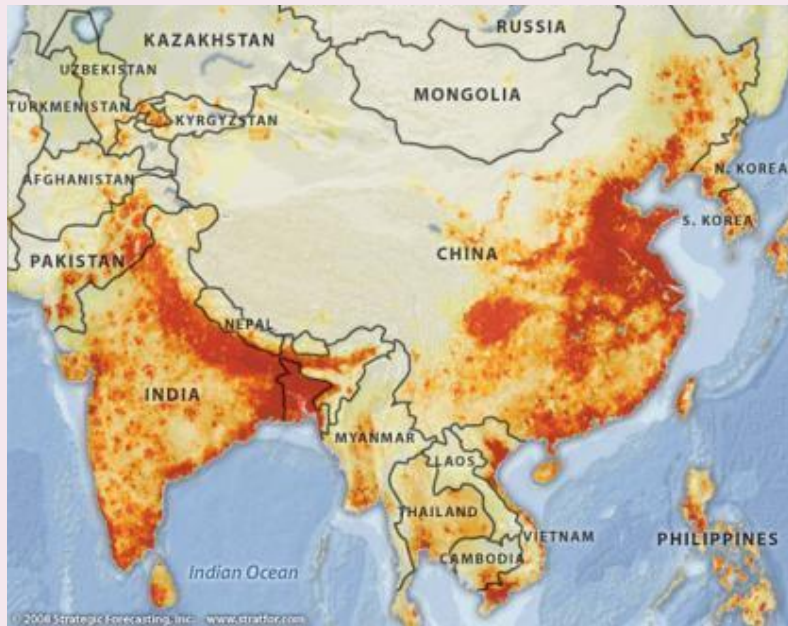 RUSSIA
KAZAKHSTAN
UZBEKISTAN
MONGOLIA
TURKMENISTAN
KYRGYZSTAN
N. KOREA
AFGHANISTAN
S. KOREA
CHINA
PAKISTAN
NEPAL
INDIA
MYANMAR
LAOS
THAILAND
VIETNAM
PHILIPPINES
CAMBODIA
Indian Ocean
© 2008 Strategic Forecasting, Inc. www.stratfor.com